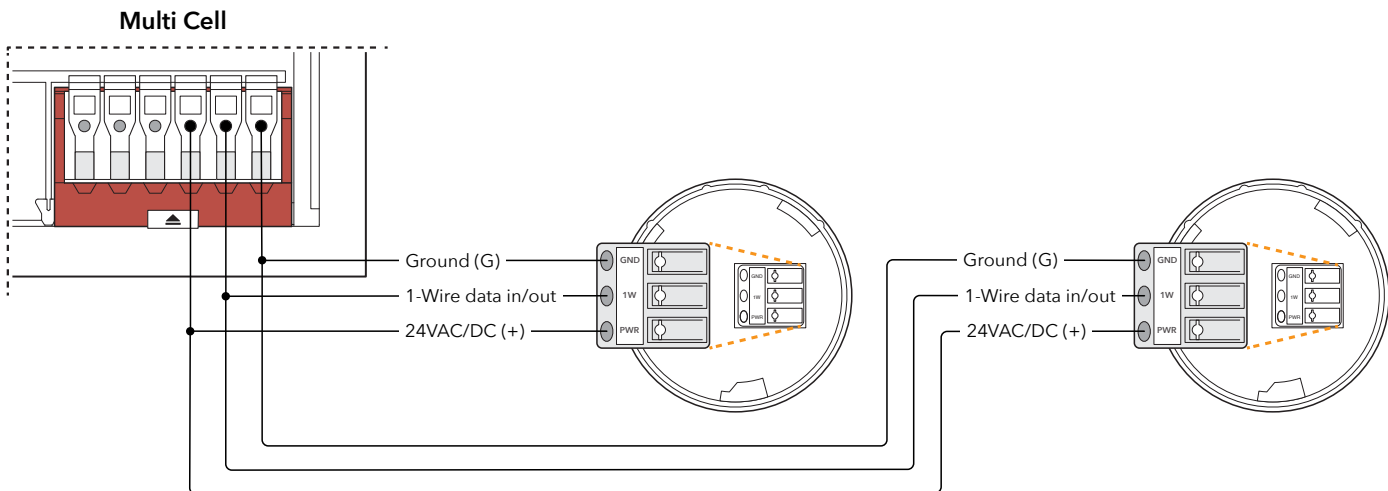 Multi Cell
Ground (G)
1-Wire data in/out
24VAC/DC (+)
GND
1W
PWR
GND
1W
PWR
Ground (G)
1-Wire data in/out
24VAC/DC (+)
GND
1W
PWR
GND
1W
PWR